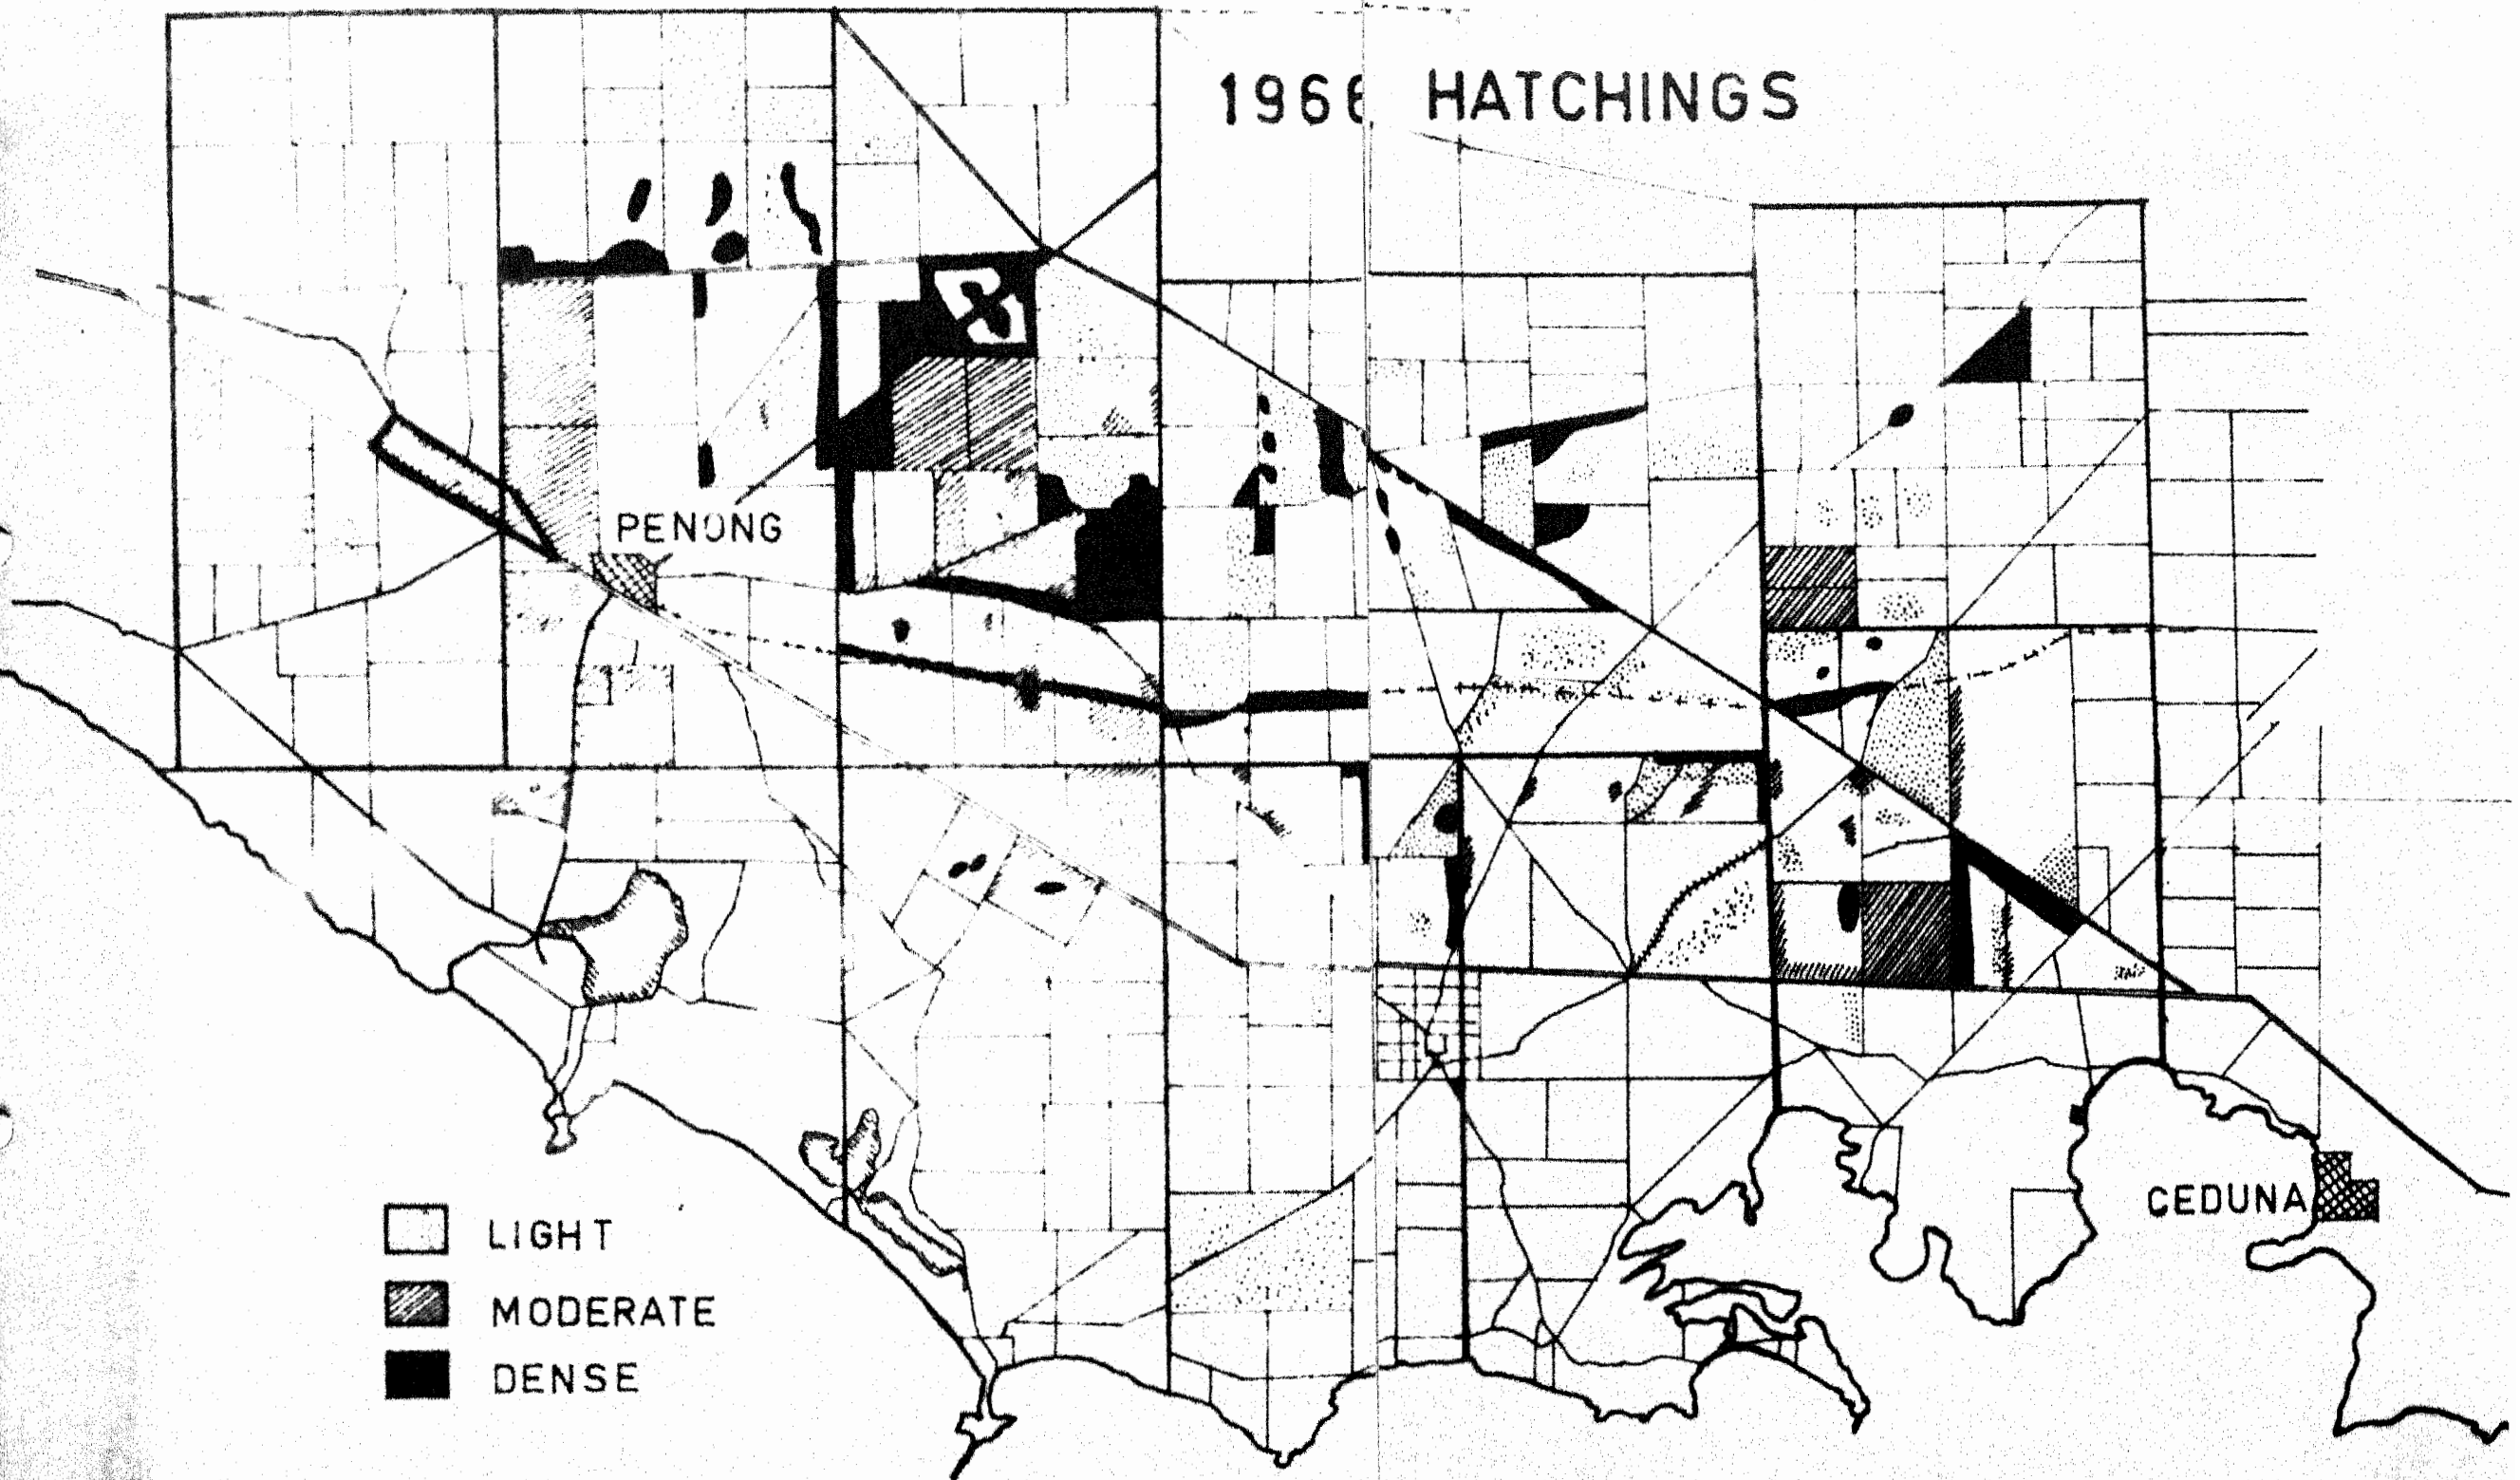 1966 HATCHINGS
PENONG
CEDUNA
LIGHT
MODERATE
DENSE